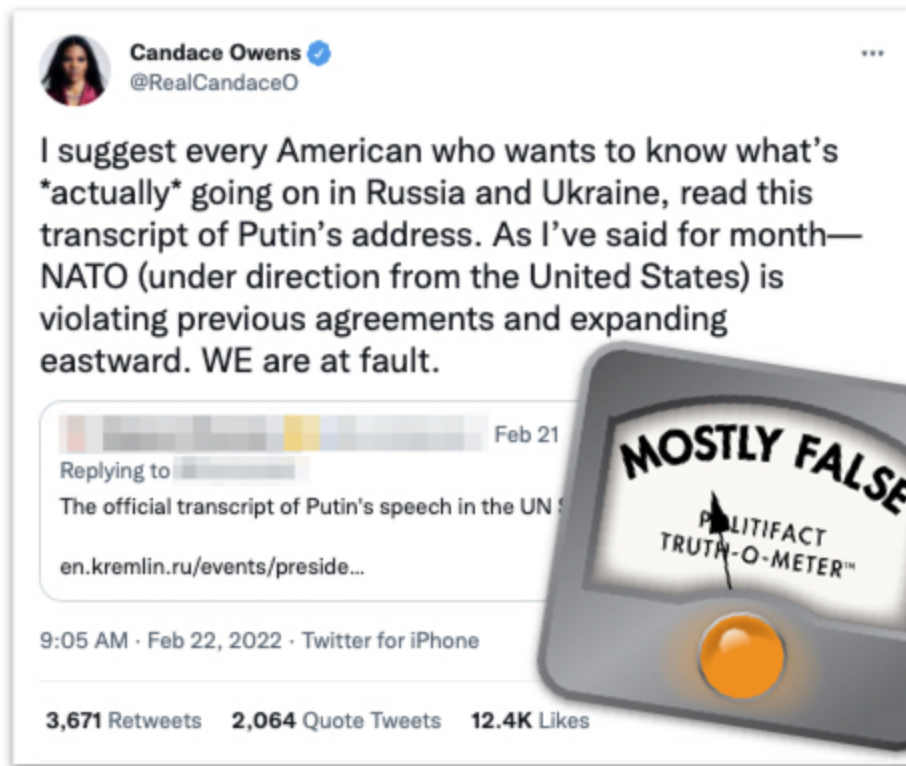 Candace Owens
@RealCandaceO
I suggest every American who wants to know what's
*actually* going on in Russia and Ukraine, read this
transcript of Putin's address. As I've said for month—
NATO (under direction from the United States) is
violating previous agreements and expanding
eastward. WE are at fault.
Feb 21
Replying to
The official transcript of Putin's speech in the UN
en.kremlin.ru/events/preside...
9:05 AM · Feb 22, 2022 · Twitter for iPhone
3,671 Retweets 2,064 Quote Tweets 12.4K Likes
MOSTLY FALSE
POLITIFACT
TRUTH-O-METER™